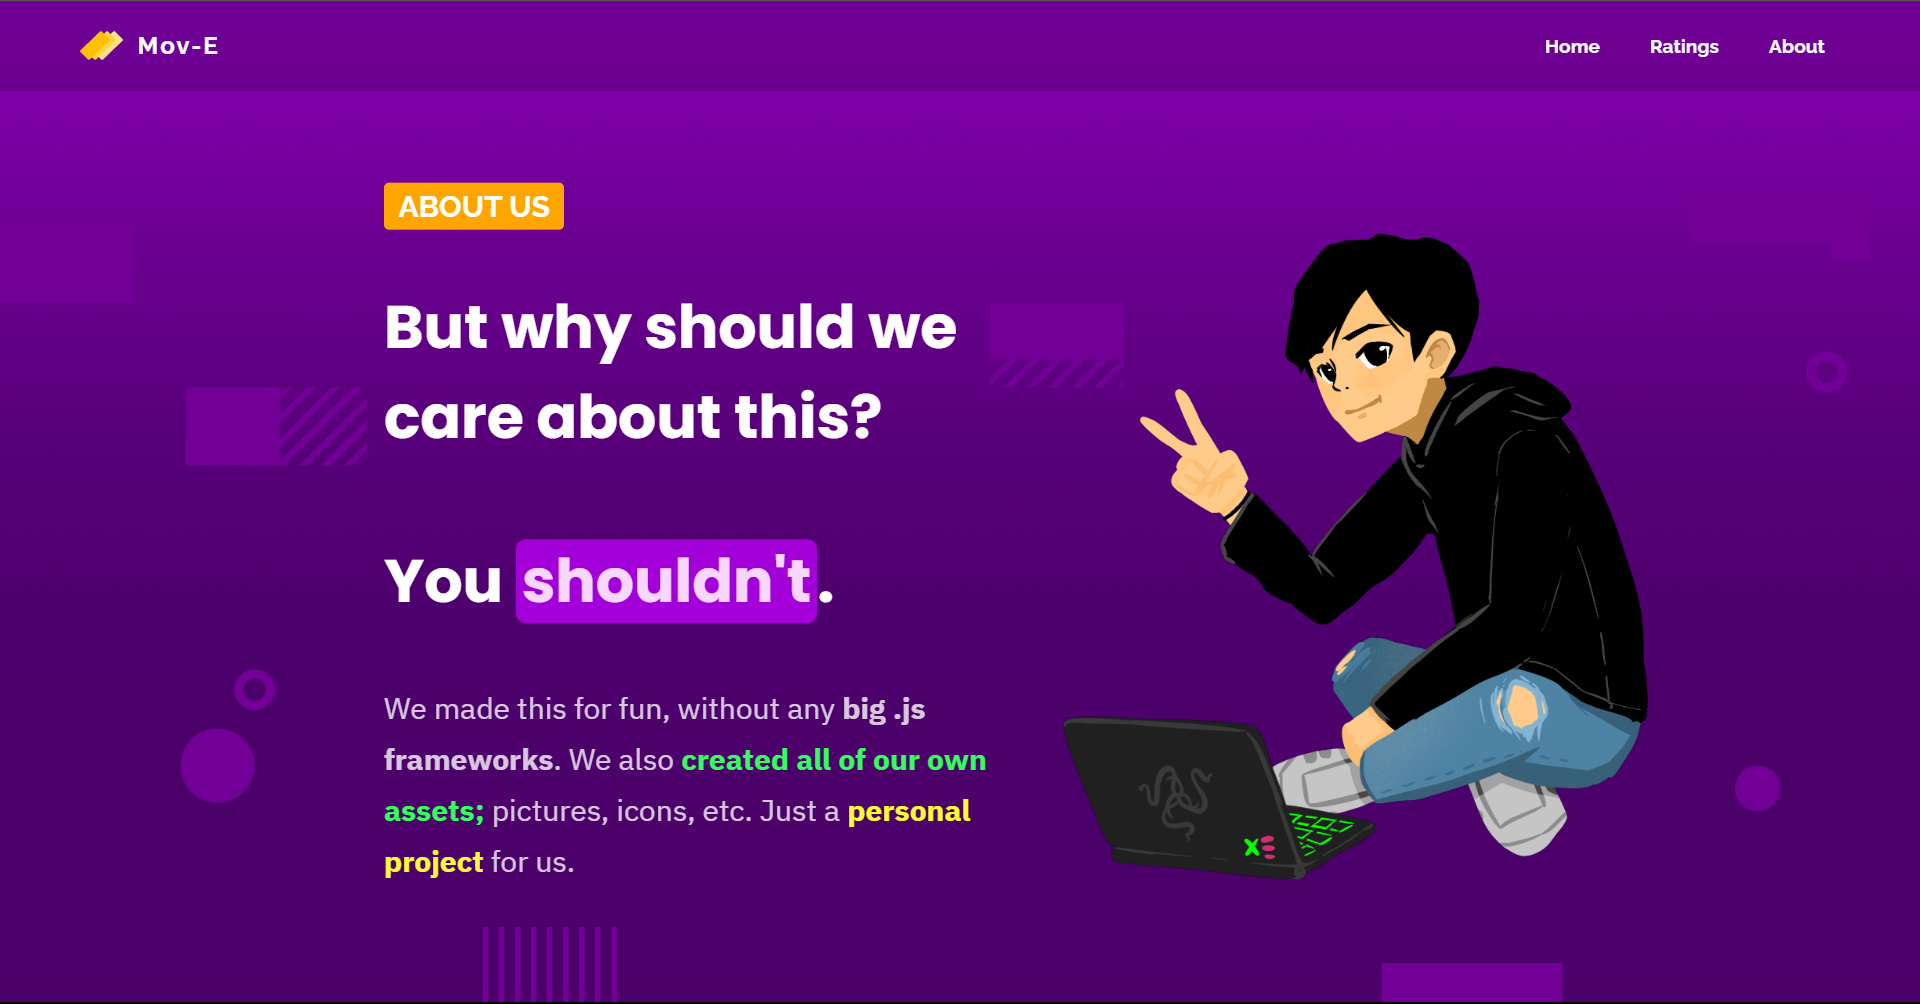 Mov-E
Home
Ratings
About
ABOUT US
But why should we
care about this?
You shouldn't.
We made this for fun, without any big .js
frameworks. We also created all of our own
assets; pictures, icons, etc. Just a personal
project for us.